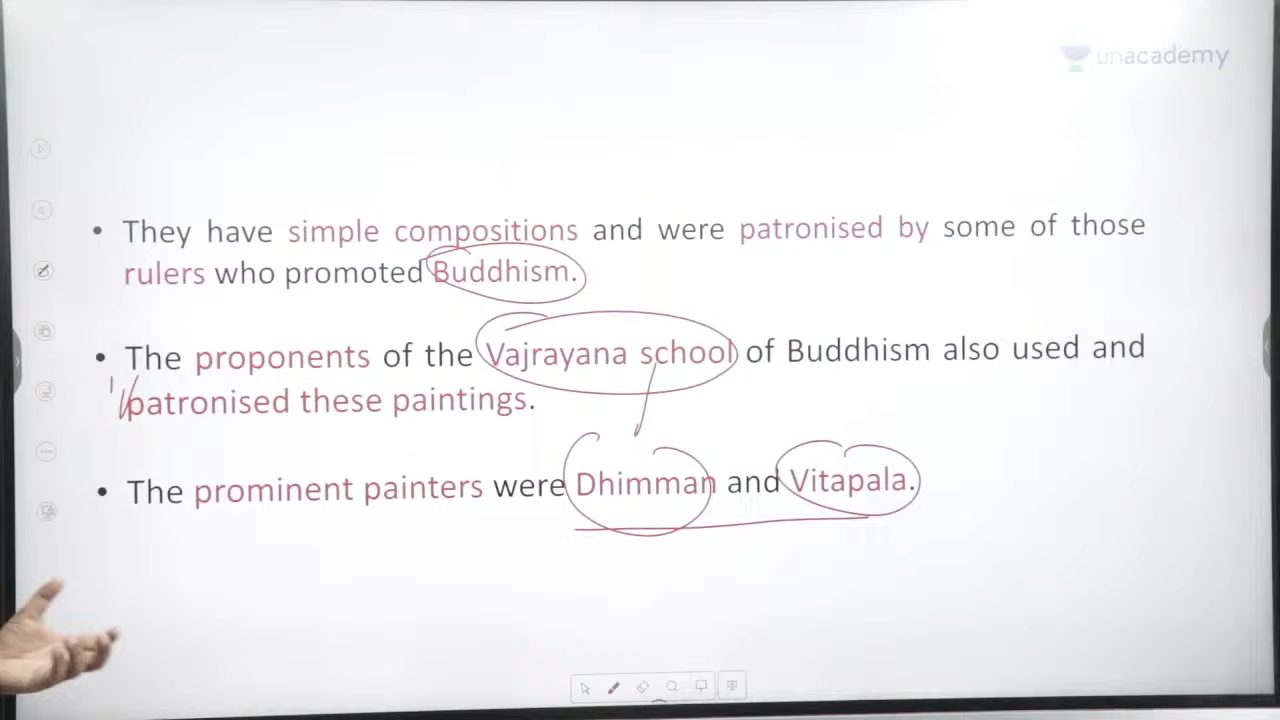 unacademy
• They have simple compositions and were patronised by some of those
rulers who promoted Buddhism.
• The proponents of the Vajrayana school of Buddhism also used and
patronised these paintings.
• The prominent painters were Dhimman and Vitapala.